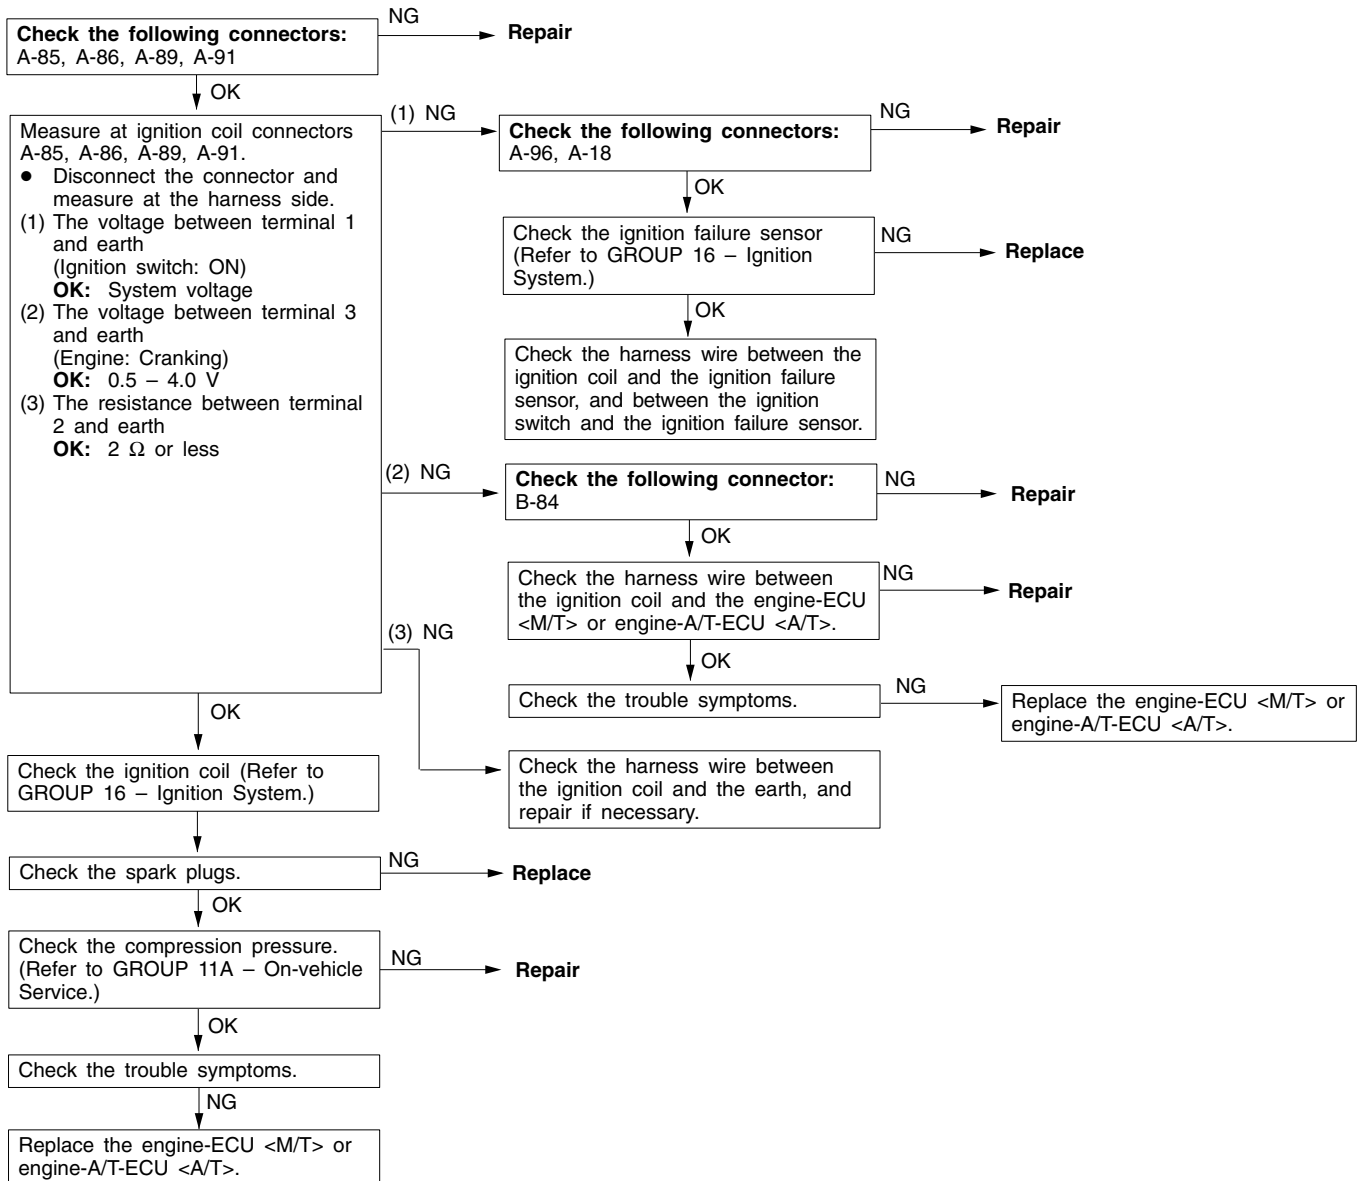 Check the following connectors:
A-85, A-86, A-89, A-91
NG
Repair
OK
Measure at ignition coil connectors
A-85, A-86, A-89, A-91.
● Disconnect the connector and
measure at the harness side.
(1) The voltage between terminal 1
and earth
(Ignition switch: ON)
OK: System voltage
(2) The voltage between terminal 3
and earth
(Engine: Cranking)
OK: 0.5 – 4.0 V
(3) The resistance between terminal
2 and earth
OK: 2 Ω or less
(1) NG
Check the following connectors:
A-96, A-18
NG
Repair
OK
Check the ignition failure sensor
(Refer to GROUP 16 – Ignition
System.)
NG
Replace
OK
Check the harness wire between the
ignition coil and the ignition failure
sensor, and between the ignition
switch and the ignition failure sensor.
(2) NG
Check the following connector:
B-84
NG
Repair
OK
Check the harness wire between
the ignition coil and the engine-ECU
<M/T> or engine-A/T-ECU <A/T>.
NG
Repair
OK
Check the trouble symptoms.
NG
Replace the engine-ECU <M/T> or
engine-A/T-ECU <A/T>.
(3) NG
Check the harness wire between
the ignition coil and the earth, and
repair if necessary.
OK
Check the ignition coil (Refer to
GROUP 16 – Ignition System.)
Check the spark plugs.
NG
Replace
OK
Check the compression pressure.
(Refer to GROUP 11A – On-vehicle
Service.)
NG
Repair
OK
Check the trouble symptoms.
NG
Replace the engine-ECU <M/T> or
engine-A/T-ECU <A/T>.